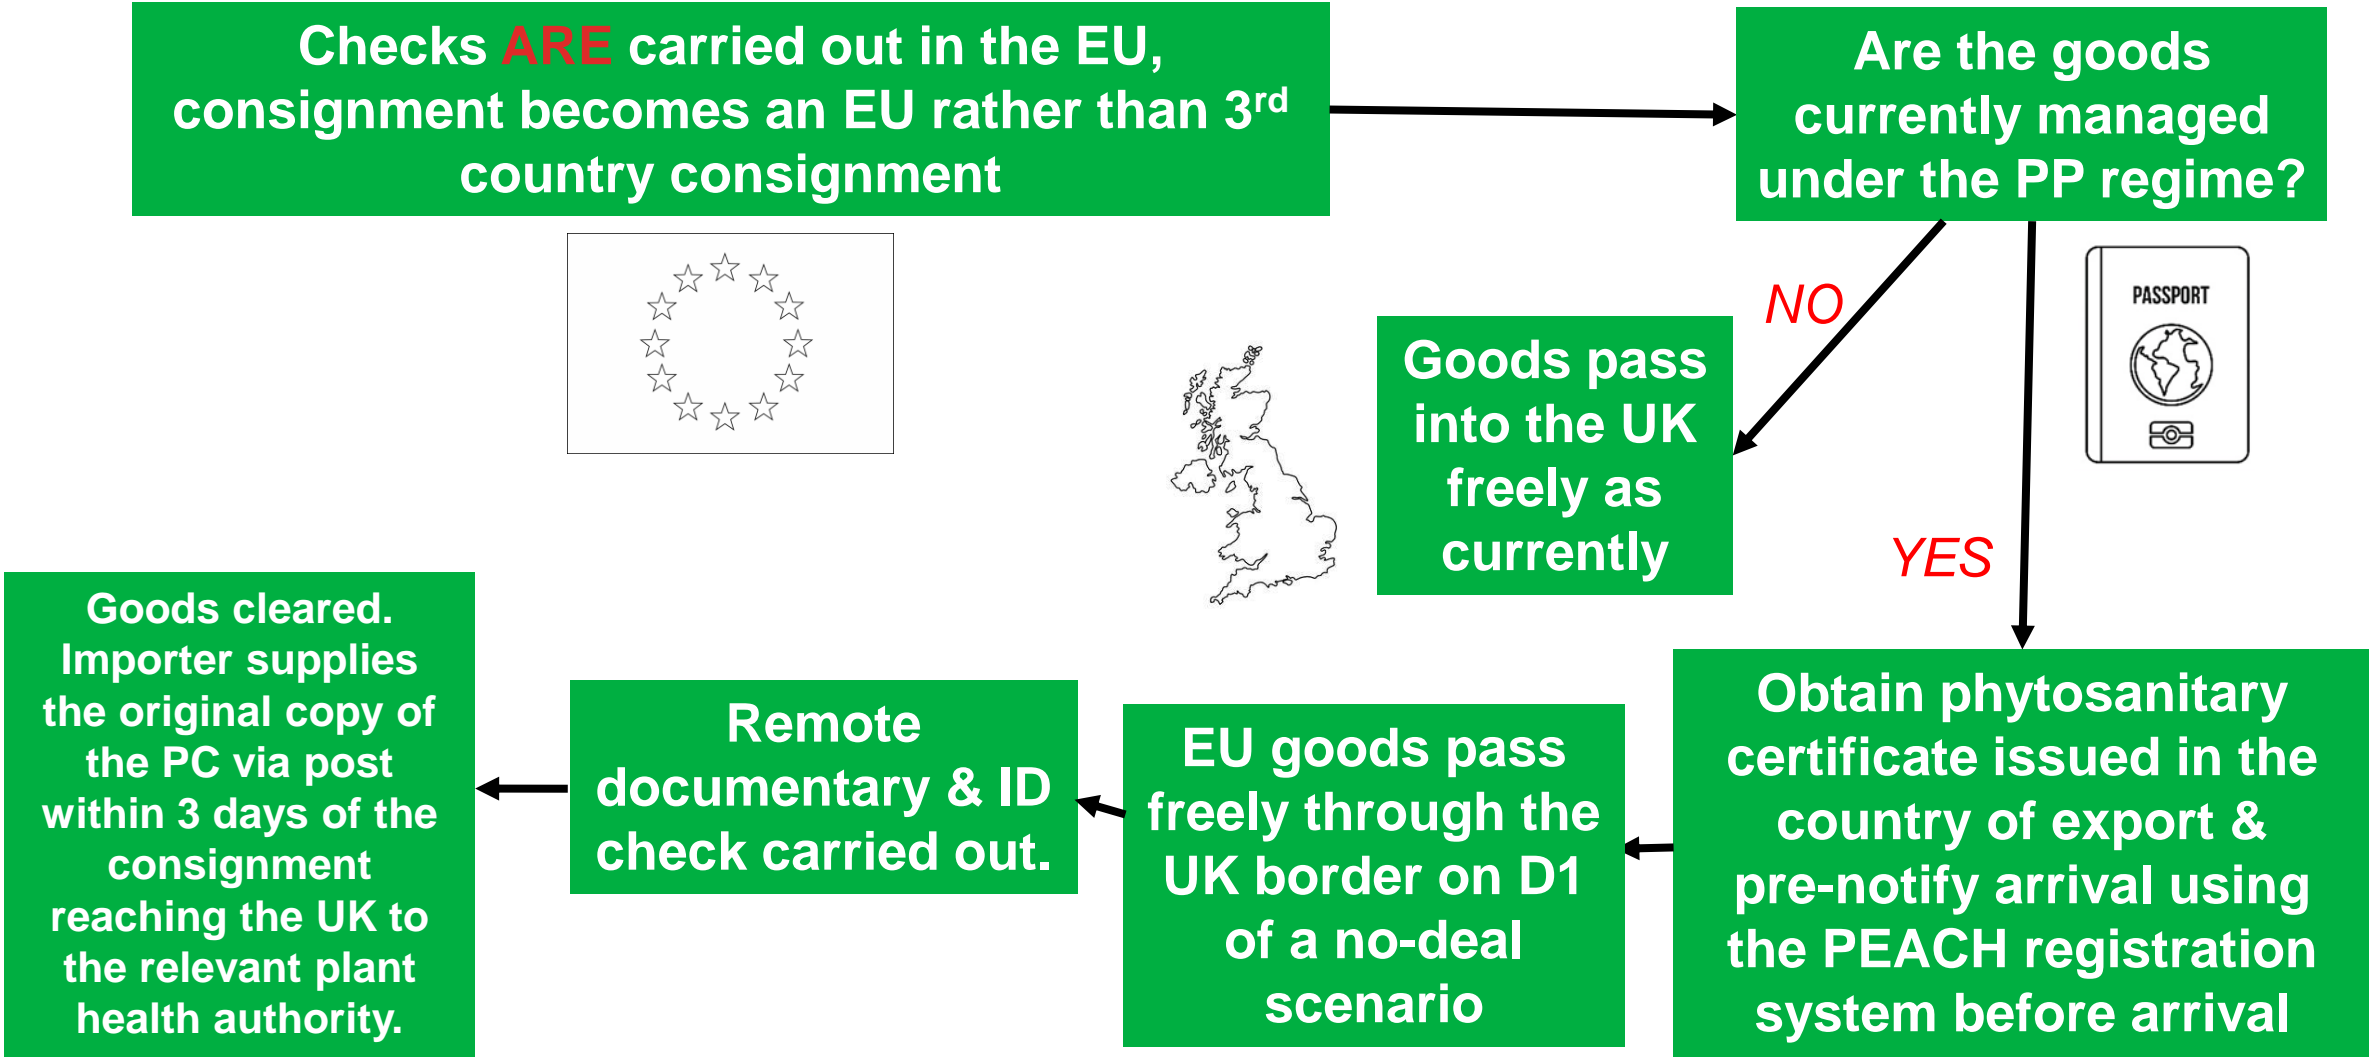 Checks ARE carried out in the EU,
consignment becomes an EU rather than 3rd
country consignment
Are the goods
currently managed
under the PP regime?
NO
PASSPORT
Goods pass
into the UK
freely as
currently
YES
Obtain phytosanitary
certificate issued in the
country of export &
pre-notify arrival using
the PEACH registration
system before arrival
EU goods pass
freely through the
UK border on D1
of a no-deal
scenario
Remote
documentary & ID
check carried out.
Goods cleared.
Importer supplies
the original copy of
the PC via post
within 3 days of the
consignment
reaching the UK to
the relevant plant
health authority.